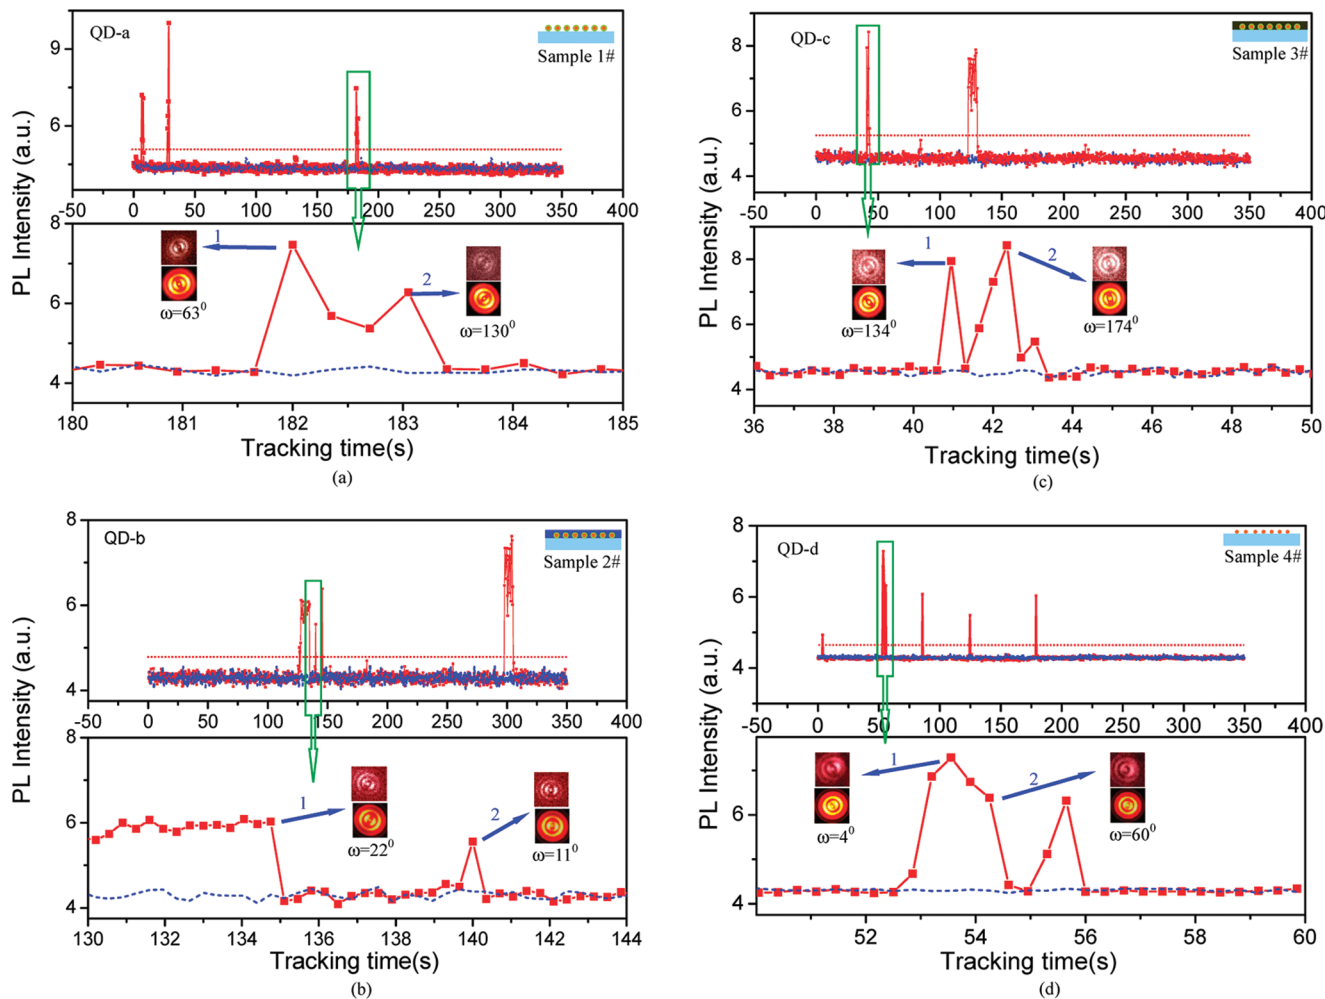 QD-a
Sample 1#
9
6
-50 0 50 100 150 200 250 300 350 400
8
6
4
1
2
ω=63⁰
ω=130⁰
180 181 182 183 184 185
PL Intensity (a.u.)
Tracking time(s)
(a)
QD-c
Sample 3#
8
6
4
-50 0 50 100 150 200 250 300 350 400
8
6
4
1
2
ω=134⁰
ω=174⁰
36 38 40 42 44 46 48 50
PL Intensity (a.u.)
Tracking time(s)
(c)
QD-b
Sample 2#
8
6
4
-50 0 50 100 150 200 250 300 350 400
8
6
4
1
2
ω=22⁰
ω=11⁰
130 132 134 136 138 140 142 144
PL Intensity (a.u.)
Tracking time(s)
(b)
QD-d
Sample 4#
8
6
4
-50 0 50 100 150 200 250 300 350 400
6
4
1
2
ω=4⁰
ω=60⁰
52 54 56 58 60
PL Intensity (a.u.)
Tracking time(s)
(d)